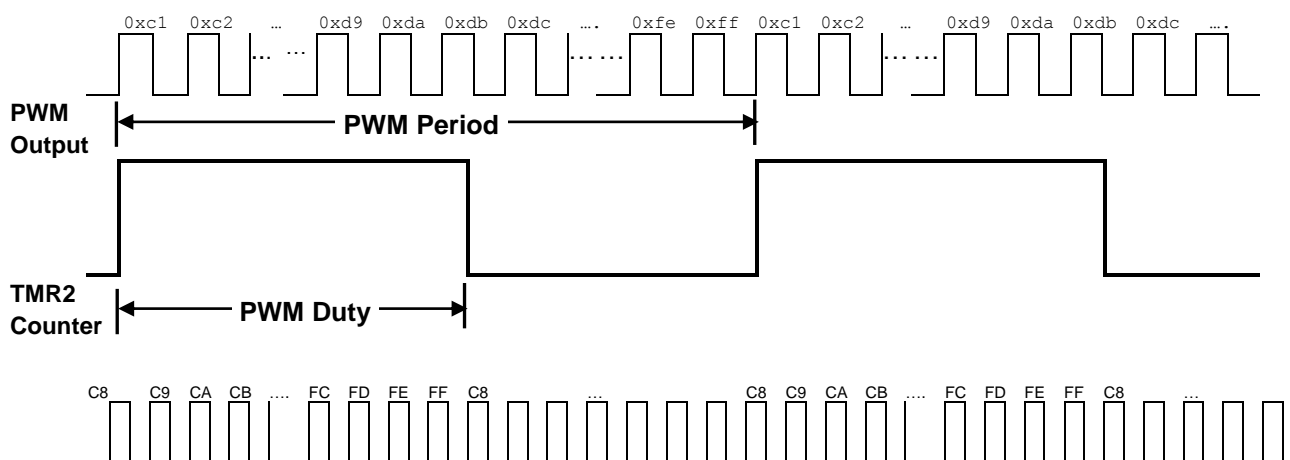 0xc1 0xc2 … 0xd9 0xda 0xdb 0xdc …. 0xfe 0xff 0xc1 0xc2 … 0xd9 0xda 0xdb 0xdc ….
... ... ... ... ... ...
PWM
Output
PWM Period
TMR2
Counter
PWM Duty
C8 C9 CA CB …. FC FD FE FF C8 … C8 C9 CA CB …. FC FD FE FF C8 …